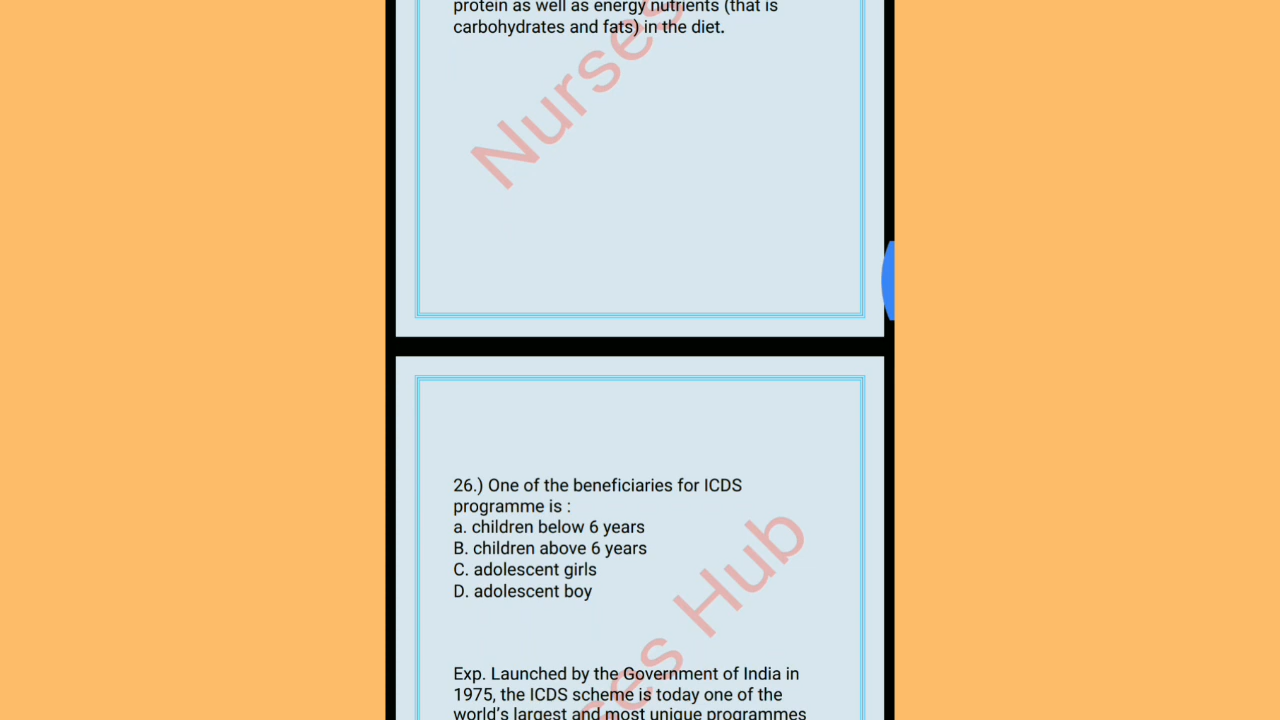 protein as well as energy nutrients (that is
carbohydrates and fats) in the diet.
Nurses
26.) One of the beneficiaries for ICDS
programme is :
a. children below 6 years
B. children above 6 years
C. adolescent girls
D. adolescent boy
ses Hub
Exp. Launched by the Government of India in
1975, the ICDS scheme is today one of the
world's largest and most unique programmes